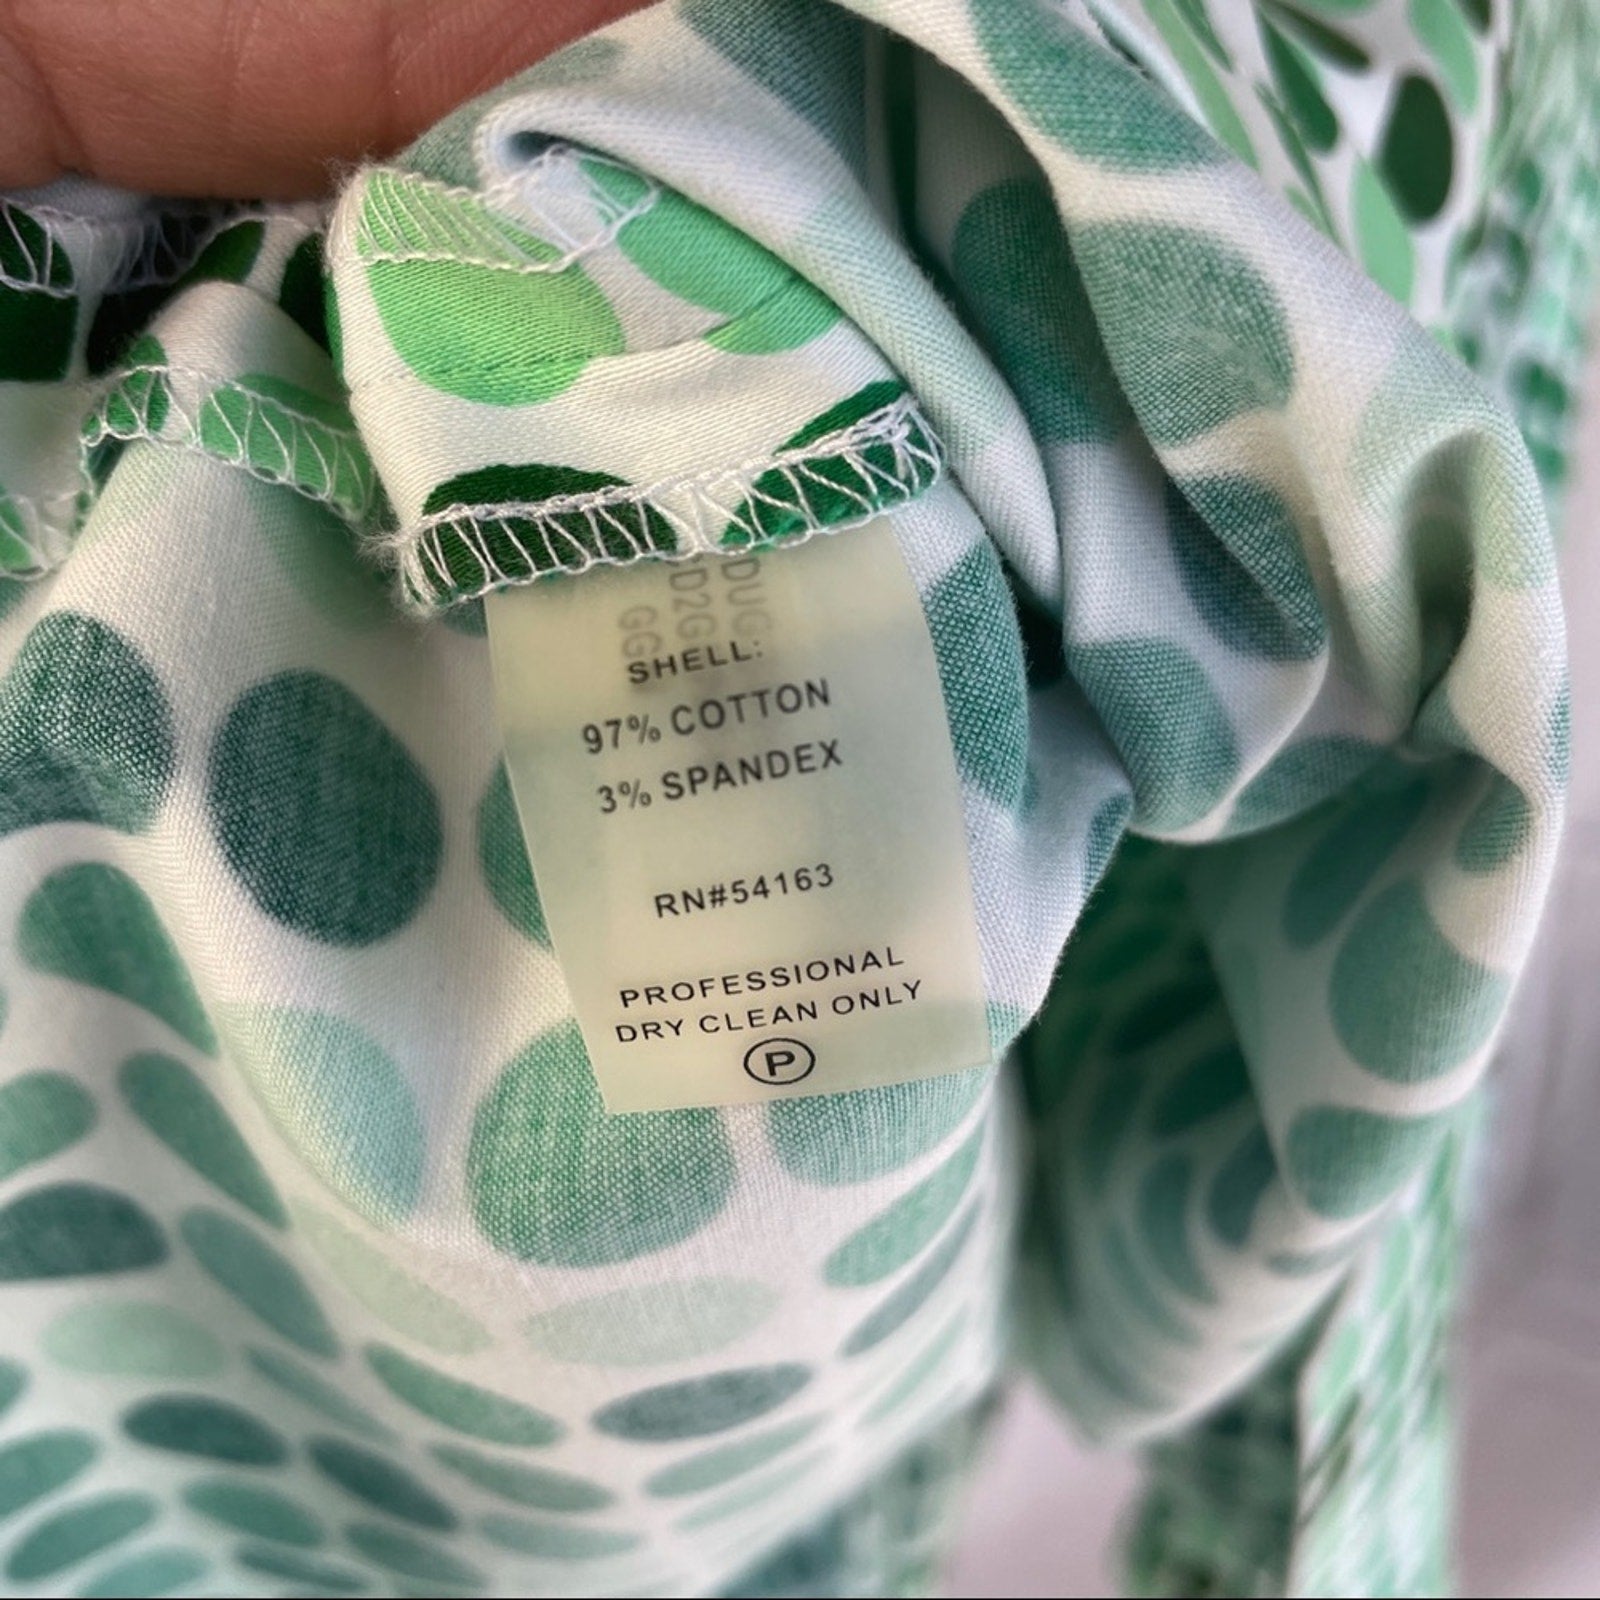 SHELL:
97% COTTON
3% SPANDEX
RN#54163
PROFESSIONAL
DRY CLEAN ONLY
P